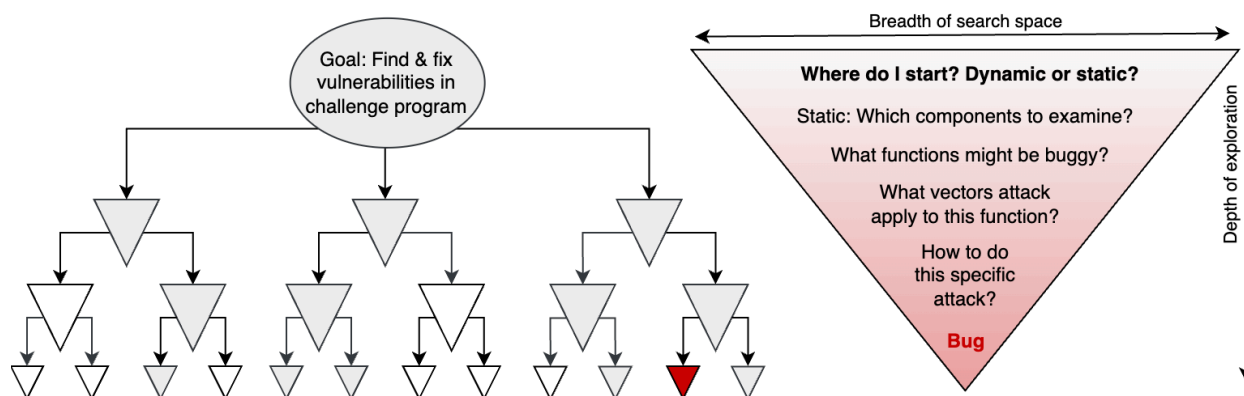 Goal: Find & fix
vulnerabilities in
challenge program
Breadth of search space
Where do I start? Dynamic or static?
Static: Which components to examine?
What functions might be buggy?
What vectors attack
apply to this function?
How to do
this specific
attack?
Bug
Depth of exploration